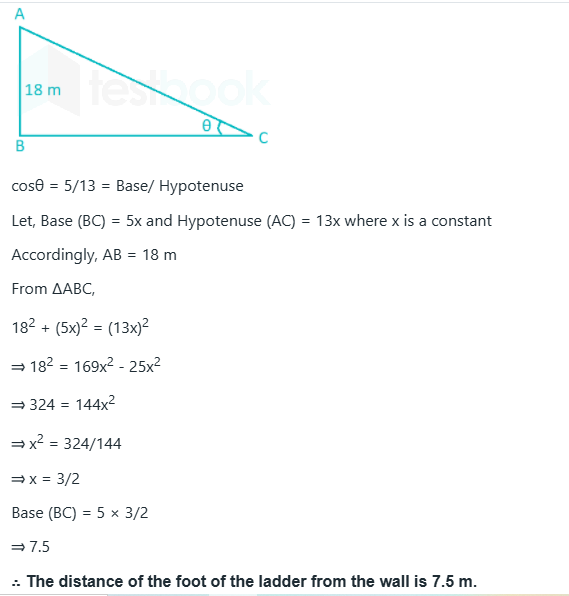 A
18 m
testbook
θ
B
C
cosθ = 5/13 = Base/ Hypotenuse
Let, Base (BC) = 5x and Hypotenuse (AC) = 13x where x is a constant
Accordingly, AB = 18 m
From ΔABC,
18² + (5x)² = (13x)²
⇒ 18² = 169x² - 25x²
⇒ 324 = 144x²
⇒ x² = 324/144
⇒ x = 3/2
Base (BC) = 5 × 3/2
⇒ 7.5
∴ The distance of the foot of the ladder from the wall is 7.5 m.